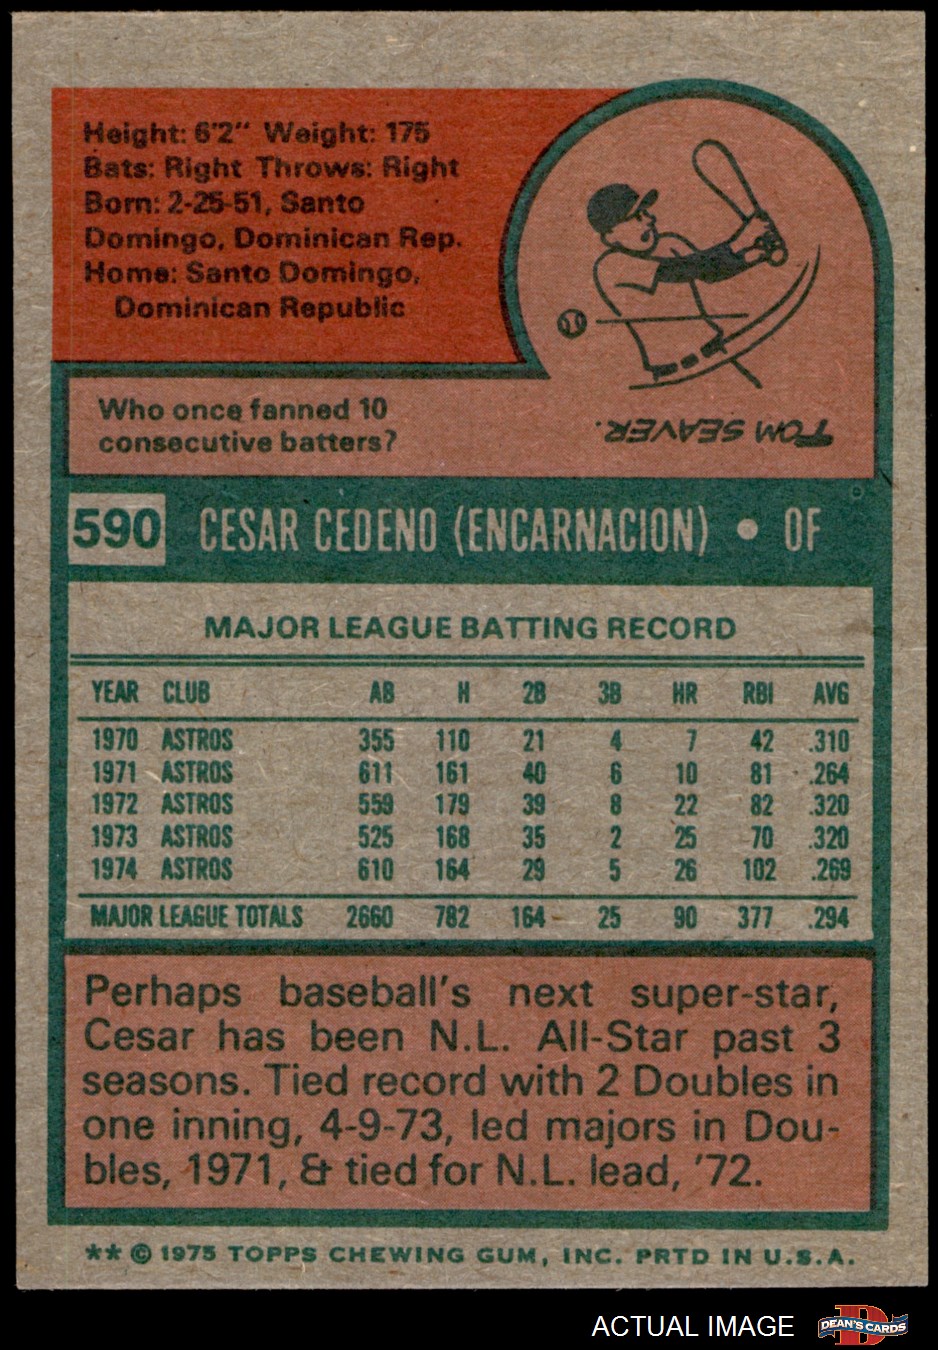 Height: 6'2" Weight: 175
Bats: Right Throws: Right
Born: 2-25-51, Santo
Domingo, Dominican Rep.
Home: Santo Domingo,
Dominican Republic
Who once fanned 10
consecutive batters?
TOM SEAVER.
590 CESAR CEDENO (ENCARNACION) • OF
MAJOR LEAGUE BATTING RECORD
YEAR CLUB AB H 2B 3B HR RBI AVG
1970 ASTROS 355 110 21 4 7 42 .310
1971 ASTROS 611 161 40 6 10 81 .264
1972 ASTROS 559 179 39 8 22 82 .320
1973 ASTROS 525 168 35 2 25 70 .320
1974 ASTROS 610 164 29 5 26 102 .269
MAJOR LEAGUE TOTALS 2660 782 164 25 90 377 .294
Perhaps baseball's next super-star,
Cesar has been N.L. All-Star past 3
seasons. Tied record with 2 Doubles in
one inning, 4-9-73, led majors in Dou-
bles, 1971, & tied for N.L. lead, '72.
** © 1975 TOPPS CHEWING GUM, INC. PRTD IN U.S.A.
ACTUAL IMAGE
D
DEAN'S CARDS